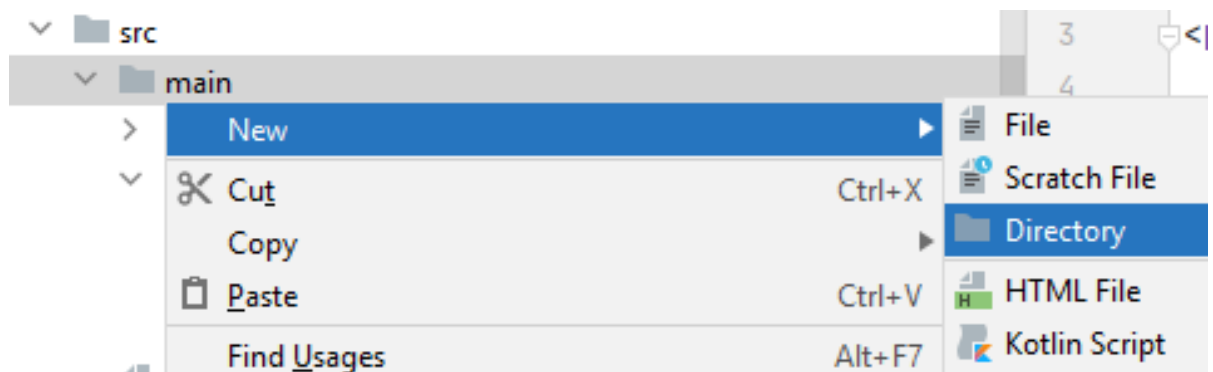 src
3
<
main
4
New
File
Scratch File
Cut Ctrl+X
Directory
Copy
HTML File
Paste Ctrl+V
Kotlin Script
Find Usages Alt+F7